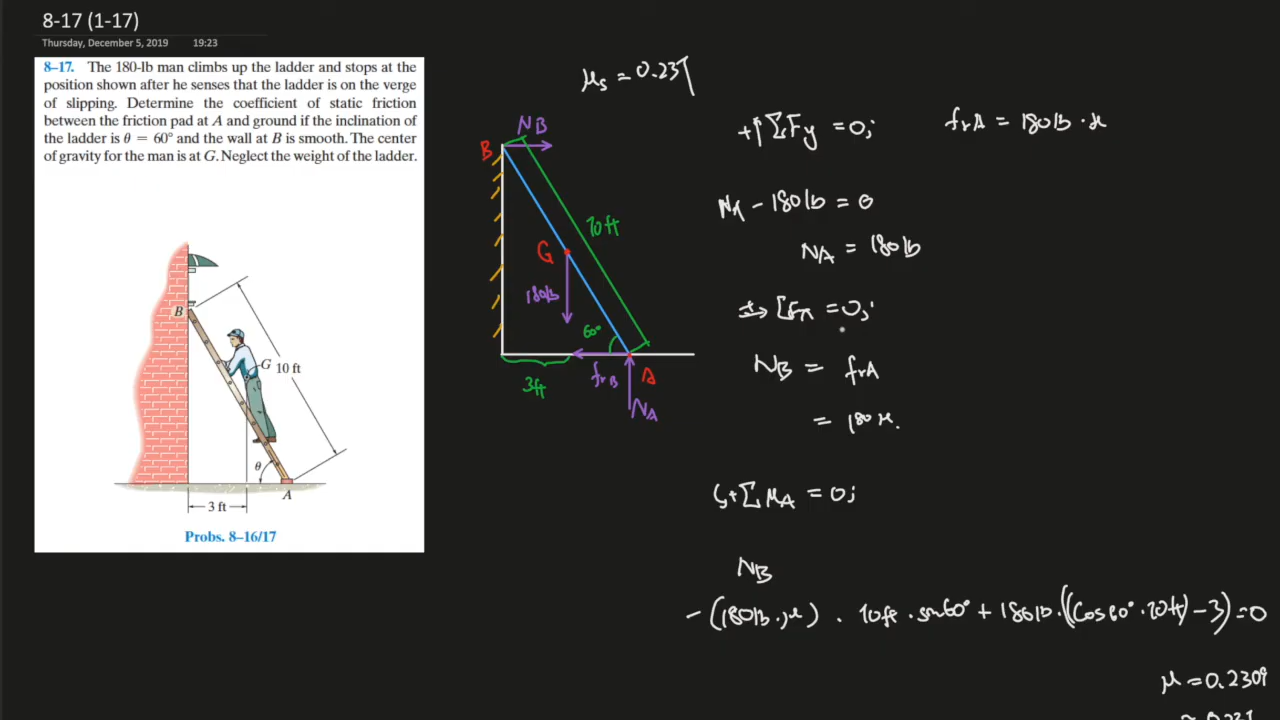 8-17 (1-17)
Thursday, December 5, 2019 19:23
8–17. The 180-lb man climbs up the ladder and stops at the
position shown after he senses that the ladder is on the verge
of slipping. Determine the coefficient of static friction
between the friction pad at A and ground if the inclination of
the ladder is θ = 60° and the wall at B is smooth. The center
of gravity for the man is at G. Neglect the weight of the ladder.
B
G
10 ft
θ
A
3 ft
Probs. 8–16/17
μs = 0.231
NB
B
10ft
G
180lb
60°
3ft
frB
A
NA
+↑ΣFy = 0;
frA = 180lb · μ
NA - 180lb = 0
NA = 180lb
ΣFx = 0;
NB = frA
= 180 μ.
↺+ΣMA = 0;
NB
- (180lb · μ) · 10ft · sin60° + 180lb · ((cos60° · 10ft) - 3) = 0
μ = 0.2309
≈ 0.231